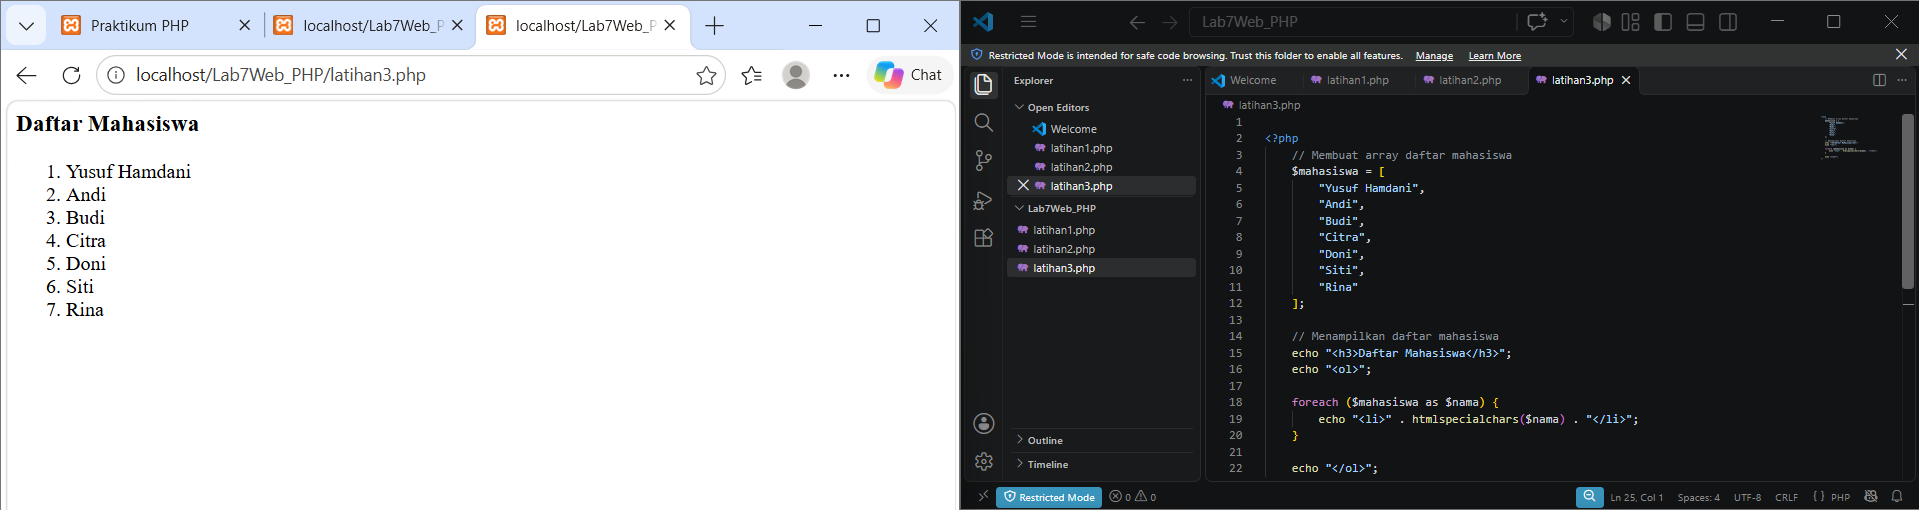 Praktikum PHP
localhost/Lab7Web_P
localhost/Lab7Web_P
localhost/Lab7Web_PHP/latihan3.php
Chat
Daftar Mahasiswa
1. Yusuf Hamdani
2. Andi
3. Budi
4. Citra
5. Doni
6. Siti
7. Rina
Lab7Web_PHP
Restricted Mode is intended for safe code browsing. Trust this folder to enable all features. Manage Learn More
Explorer
Open Editors
Welcome
latihan1.php
latihan2.php
latihan3.php
Lab7Web_PHP
latihan1.php
latihan2.php
latihan3.php
Outline
Timeline
Welcome latihan1.php latihan2.php latihan3.php
latihan3.php
1
2 <?php
3 // Membuat array daftar mahasiswa
4 $mahasiswa = [
5 "Yusuf Hamdani",
6 "Andi",
7 "Budi",
8 "Citra",
9 "Doni",
10 "Siti",
11 "Rina"
12 ];
13
14 // Menampilkan daftar mahasiswa
15 echo "<h3>Daftar Mahasiswa</h3>";
16 echo "<ol>";
17
18 foreach ($mahasiswa as $nama) {
19 echo "<li>" . htmlspecialchars($nama) . "</li>";
20 }
21
22 echo "</ol>";
Restricted Mode 0 0 Ln 25, Col 1 Spaces: 4 UTF-8 CRLF { } PHP